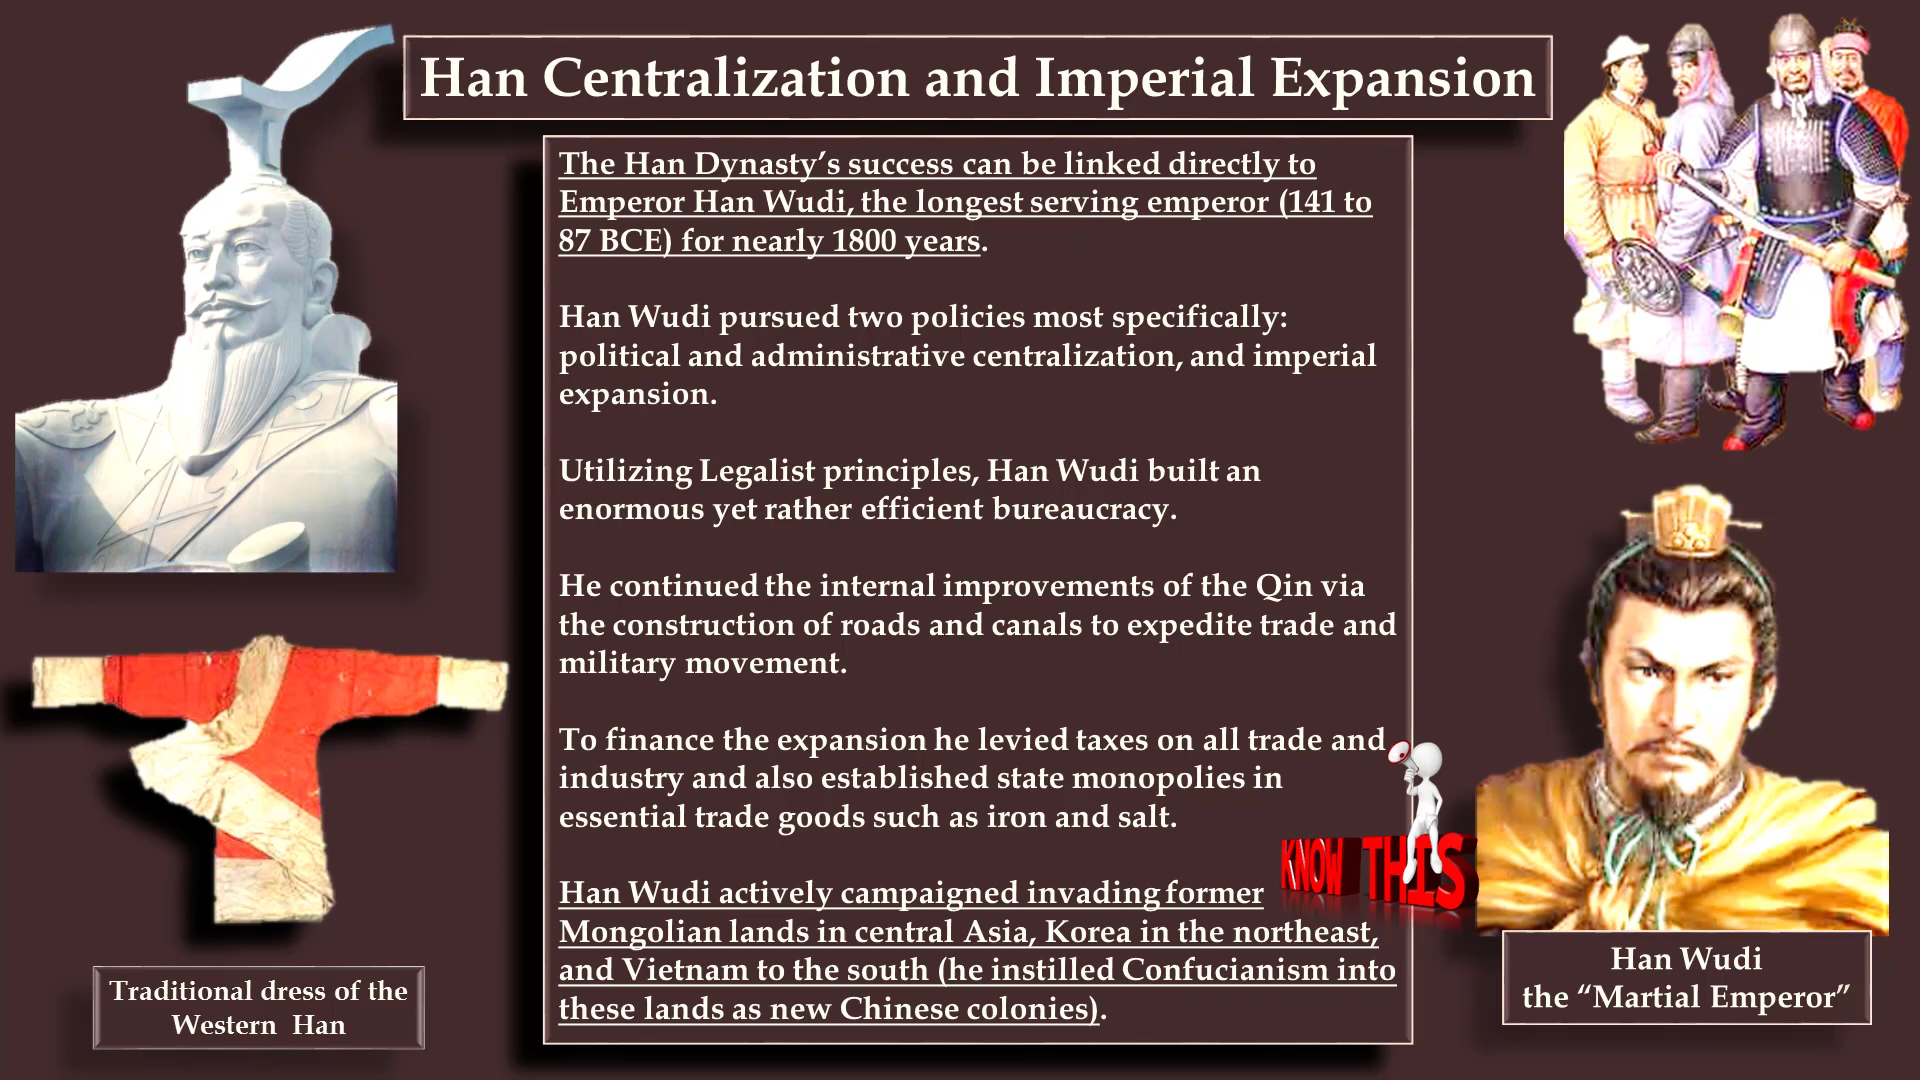 Han Centralization and Imperial Expansion
The Han Dynasty’s success can be linked directly to
Emperor Han Wudi, the longest serving emperor (141 to
87 BCE) for nearly 1800 years.
Han Wudi pursued two policies most specifically:
political and administrative centralization, and imperial
expansion.
Utilizing Legalist principles, Han Wudi built an
enormous yet rather efficient bureaucracy.
He continued the internal improvements of the Qin via
the construction of roads and canals to expedite trade and
military movement.
To finance the expansion he levied taxes on all trade and
industry and also established state monopolies in
essential trade goods such as iron and salt.
KNOW THIS
Han Wudi actively campaigned invading former
Mongolian lands in central Asia, Korea in the northeast,
and Vietnam to the south (he instilled Confucianism into
these lands as new Chinese colonies).
Traditional dress of the
Western Han
Han Wudi
the “Martial Emperor”